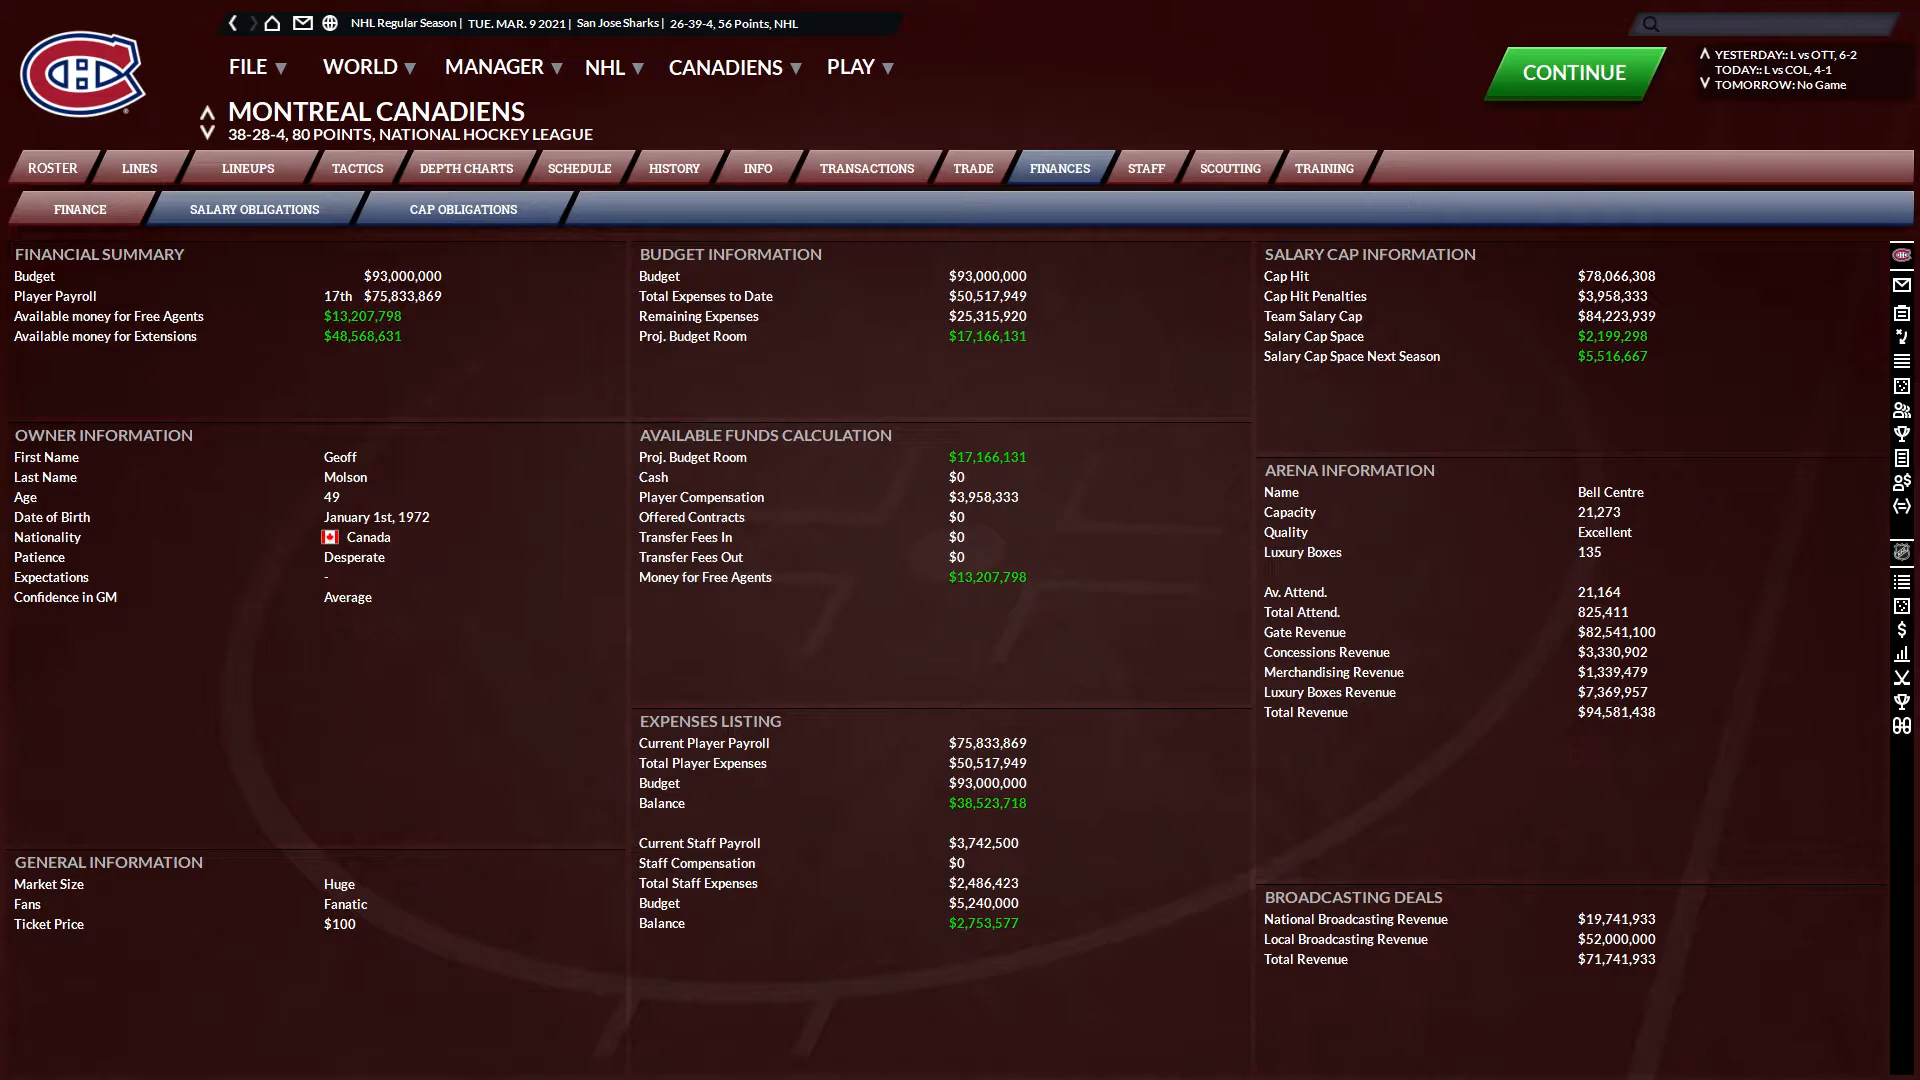 NHL Regular Season | TUE. MAR. 9 2021 | San Jose Sharks | 26-39-4, 56 Points, NHL
FILE WORLD MANAGER NHL CANADIENS PLAY
CONTINUE
YESTERDAY:: L vs OTT, 6-2
TODAY:: L vs COL, 4-1
TOMORROW: No Game
MONTREAL CANADIENS
38-28-4, 80 POINTS, NATIONAL HOCKEY LEAGUE
ROSTER LINES LINEUPS TACTICS DEPTH CHARTS SCHEDULE HISTORY INFO TRANSACTIONS TRADE FINANCES STAFF SCOUTING TRAINING
FINANCE SALARY OBLIGATIONS CAP OBLIGATIONS
FINANCIAL SUMMARY
Budget $93,000,000
Player Payroll 17th $75,833,869
Available money for Free Agents $13,207,798
Available money for Extensions $48,568,631
OWNER INFORMATION
First Name Geoff
Last Name Molson
Age 49
Date of Birth January 1st, 1972
Nationality Canada
Patience Desperate
Expectations -
Confidence in GM Average
GENERAL INFORMATION
Market Size Huge
Fans Fanatic
Ticket Price $100
BUDGET INFORMATION
Budget $93,000,000
Total Expenses to Date $50,517,949
Remaining Expenses $25,315,920
Proj. Budget Room $17,166,131
AVAILABLE FUNDS CALCULATION
Proj. Budget Room $17,166,131
Cash $0
Player Compensation $3,958,333
Offered Contracts $0
Transfer Fees In $0
Transfer Fees Out $0
Money for Free Agents $13,207,798
EXPENSES LISTING
Current Player Payroll $75,833,869
Total Player Expenses $50,517,949
Budget $93,000,000
Balance $38,523,718
Current Staff Payroll $3,742,500
Staff Compensation $0
Total Staff Expenses $2,486,423
Budget $5,240,000
Balance $2,753,577
SALARY CAP INFORMATION
Cap Hit $78,066,308
Cap Hit Penalties $3,958,333
Team Salary Cap $84,223,939
Salary Cap Space $2,199,298
Salary Cap Space Next Season $5,516,667
ARENA INFORMATION
Name Bell Centre
Capacity 21,273
Quality Excellent
Luxury Boxes 135
Av. Attend. 21,164
Total Attend. 825,411
Gate Revenue $82,541,100
Concessions Revenue $3,330,902
Merchandising Revenue $1,339,479
Luxury Boxes Revenue $7,369,957
Total Revenue $94,581,438
BROADCASTING DEALS
National Broadcasting Revenue $19,741,933
Local Broadcasting Revenue $52,000,000
Total Revenue $71,741,933